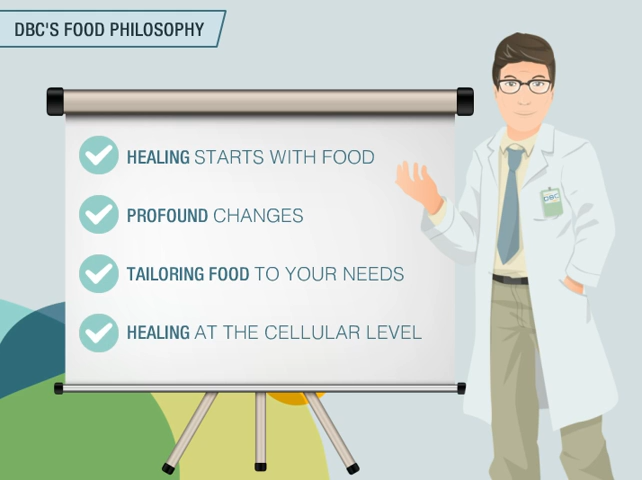 DBC'S FOOD PHILOSOPHY
HEALING STARTS WITH FOOD
PROFOUND CHANGES
TAILORING FOOD TO YOUR NEEDS
HEALING AT THE CELLULAR LEVEL
DBC